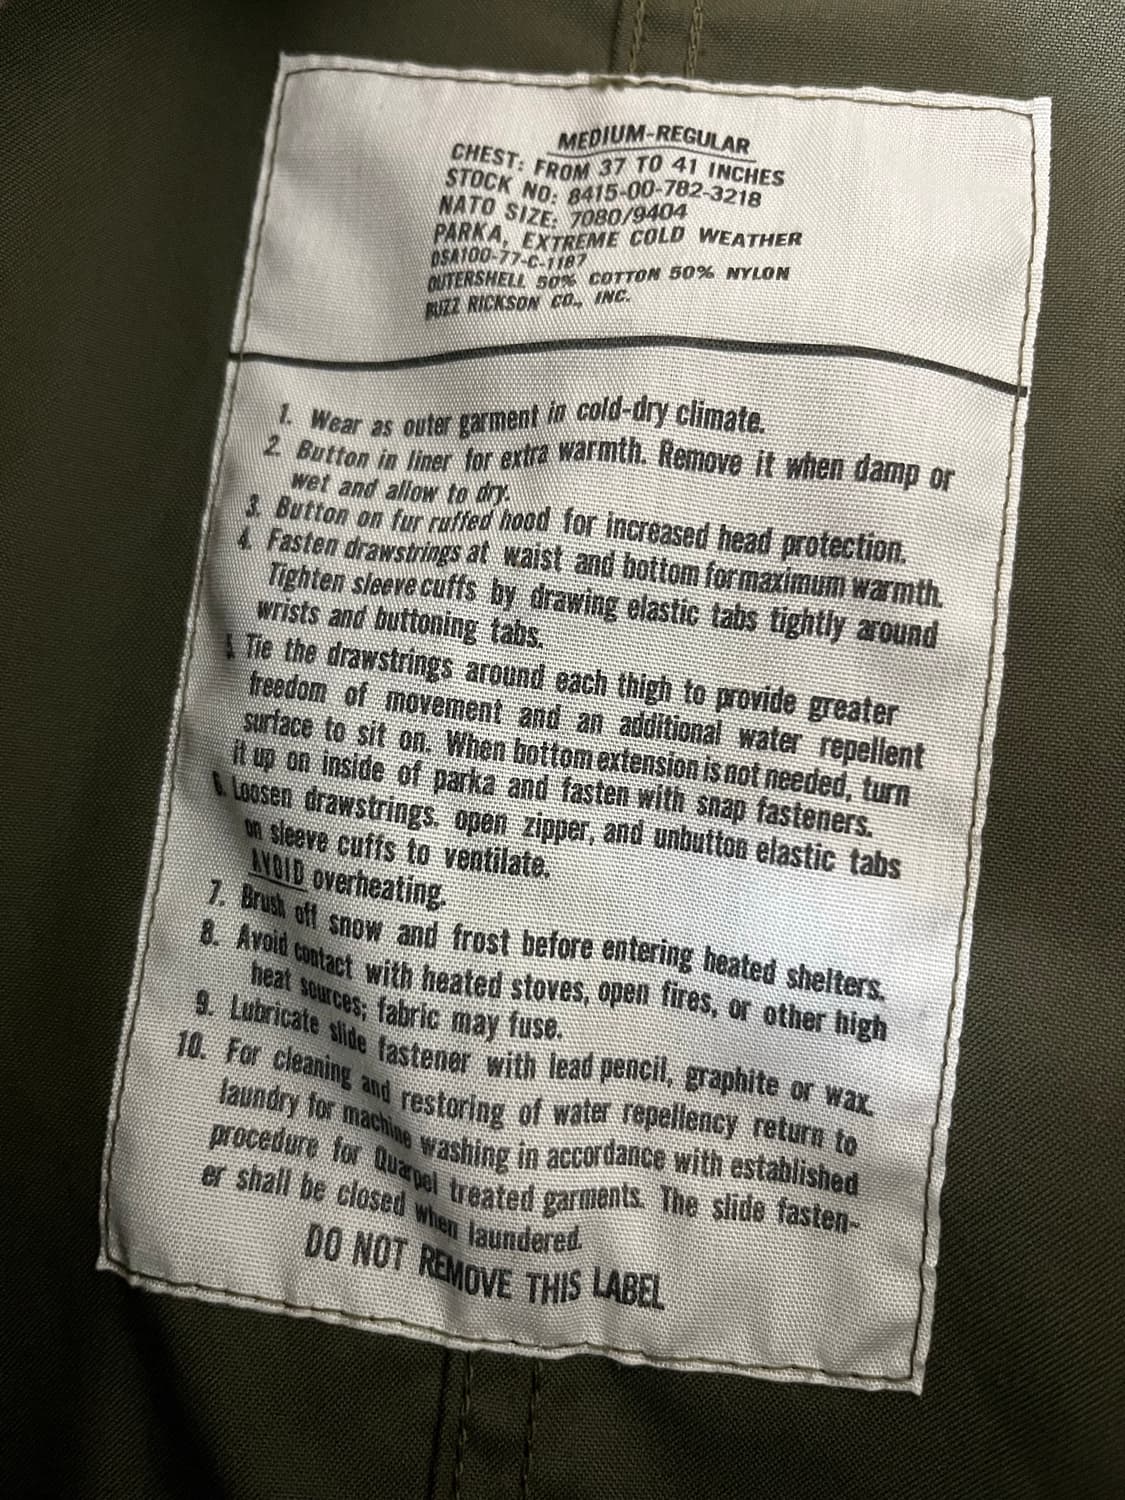 MEDIUM-REGULAR
CHEST: FROM 37 TO 41 INCHES
STOCK NO: 8415-00-782-3218
NATO SIZE: 7080/9404
PARKA, EXTREME COLD WEATHER
DSA100-77-C-1187
OUTERSHELL 50% COTTON 50% NYLON
BUZZ RICKSON CO., INC.
1. Wear as outer garment in cold-dry climate.
2. Button in liner for extra warmth. Remove it when damp or
wet and allow to dry.
3. Button on fur ruffed hood for increased head protection.
4. Fasten drawstrings at waist and bottom for maximum warmth.
Tighten sleeve cuffs by drawing elastic tabs tightly around
wrists and buttoning tabs.
5. Tie the drawstrings around each thigh to provide greater
freedom of movement and an additional water repellent
surface to sit on. When bottom extension is not needed, turn
it up on inside of parka and fasten with snap fasteners.
6. Loosen drawstrings, open zipper, and unbutton elastic tabs
on sleeve cuffs to ventilate.
AVOID overheating.
7. Brush off snow and frost before entering heated shelters.
8. Avoid contact with heated stoves, open fires, or other high
heat sources; fabric may fuse.
9. Lubricate slide fastener with lead pencil, graphite or wax.
10. For cleaning and restoring of water repellency return to
laundry for machine washing in accordance with established
procedure for Quarpel treated garments. The slide fasten-
er shall be closed when laundered.
DO NOT REMOVE THIS LABEL